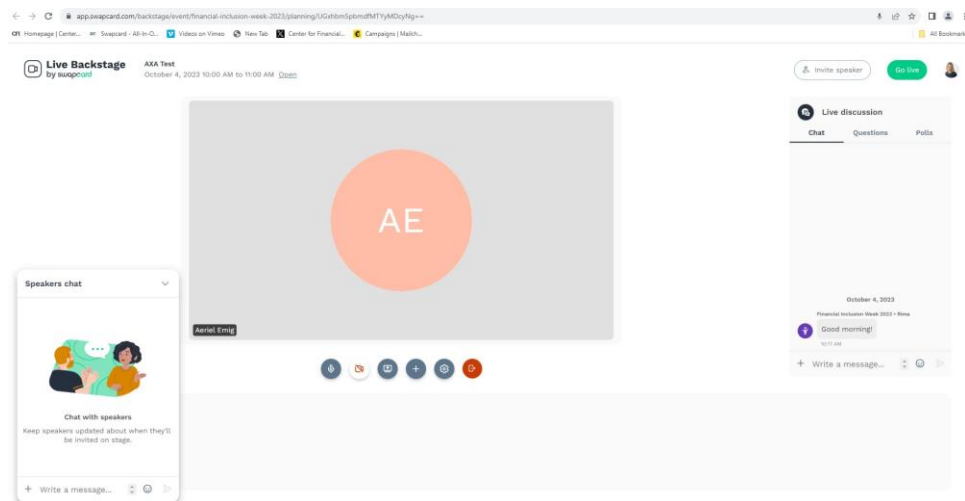 app.swapcard.com/backstage/event/financial-inclusion-week-2023/planning/
Homepage | Center...
Swapcard - All-In-O...
Videos on Vimeo
New Tab
Center for Financial...
Campaigns | Mailch...
All Bookmark
Live Backstage
by swapcard
AXA Test
October 4, 2023 10:00 AM to 11:00 AM Open
Invite speaker
Go live
AE
Aeriel Emig
Live discussion
Chat
Questions
Polls
October 4, 2023
Financial Inclusion Week 2023 • Rima
Good morning!
10:17 AM
Write a message...
Speakers chat
Chat with speakers
Keep speakers updated about when they'll
be invited on stage.
Write a message...